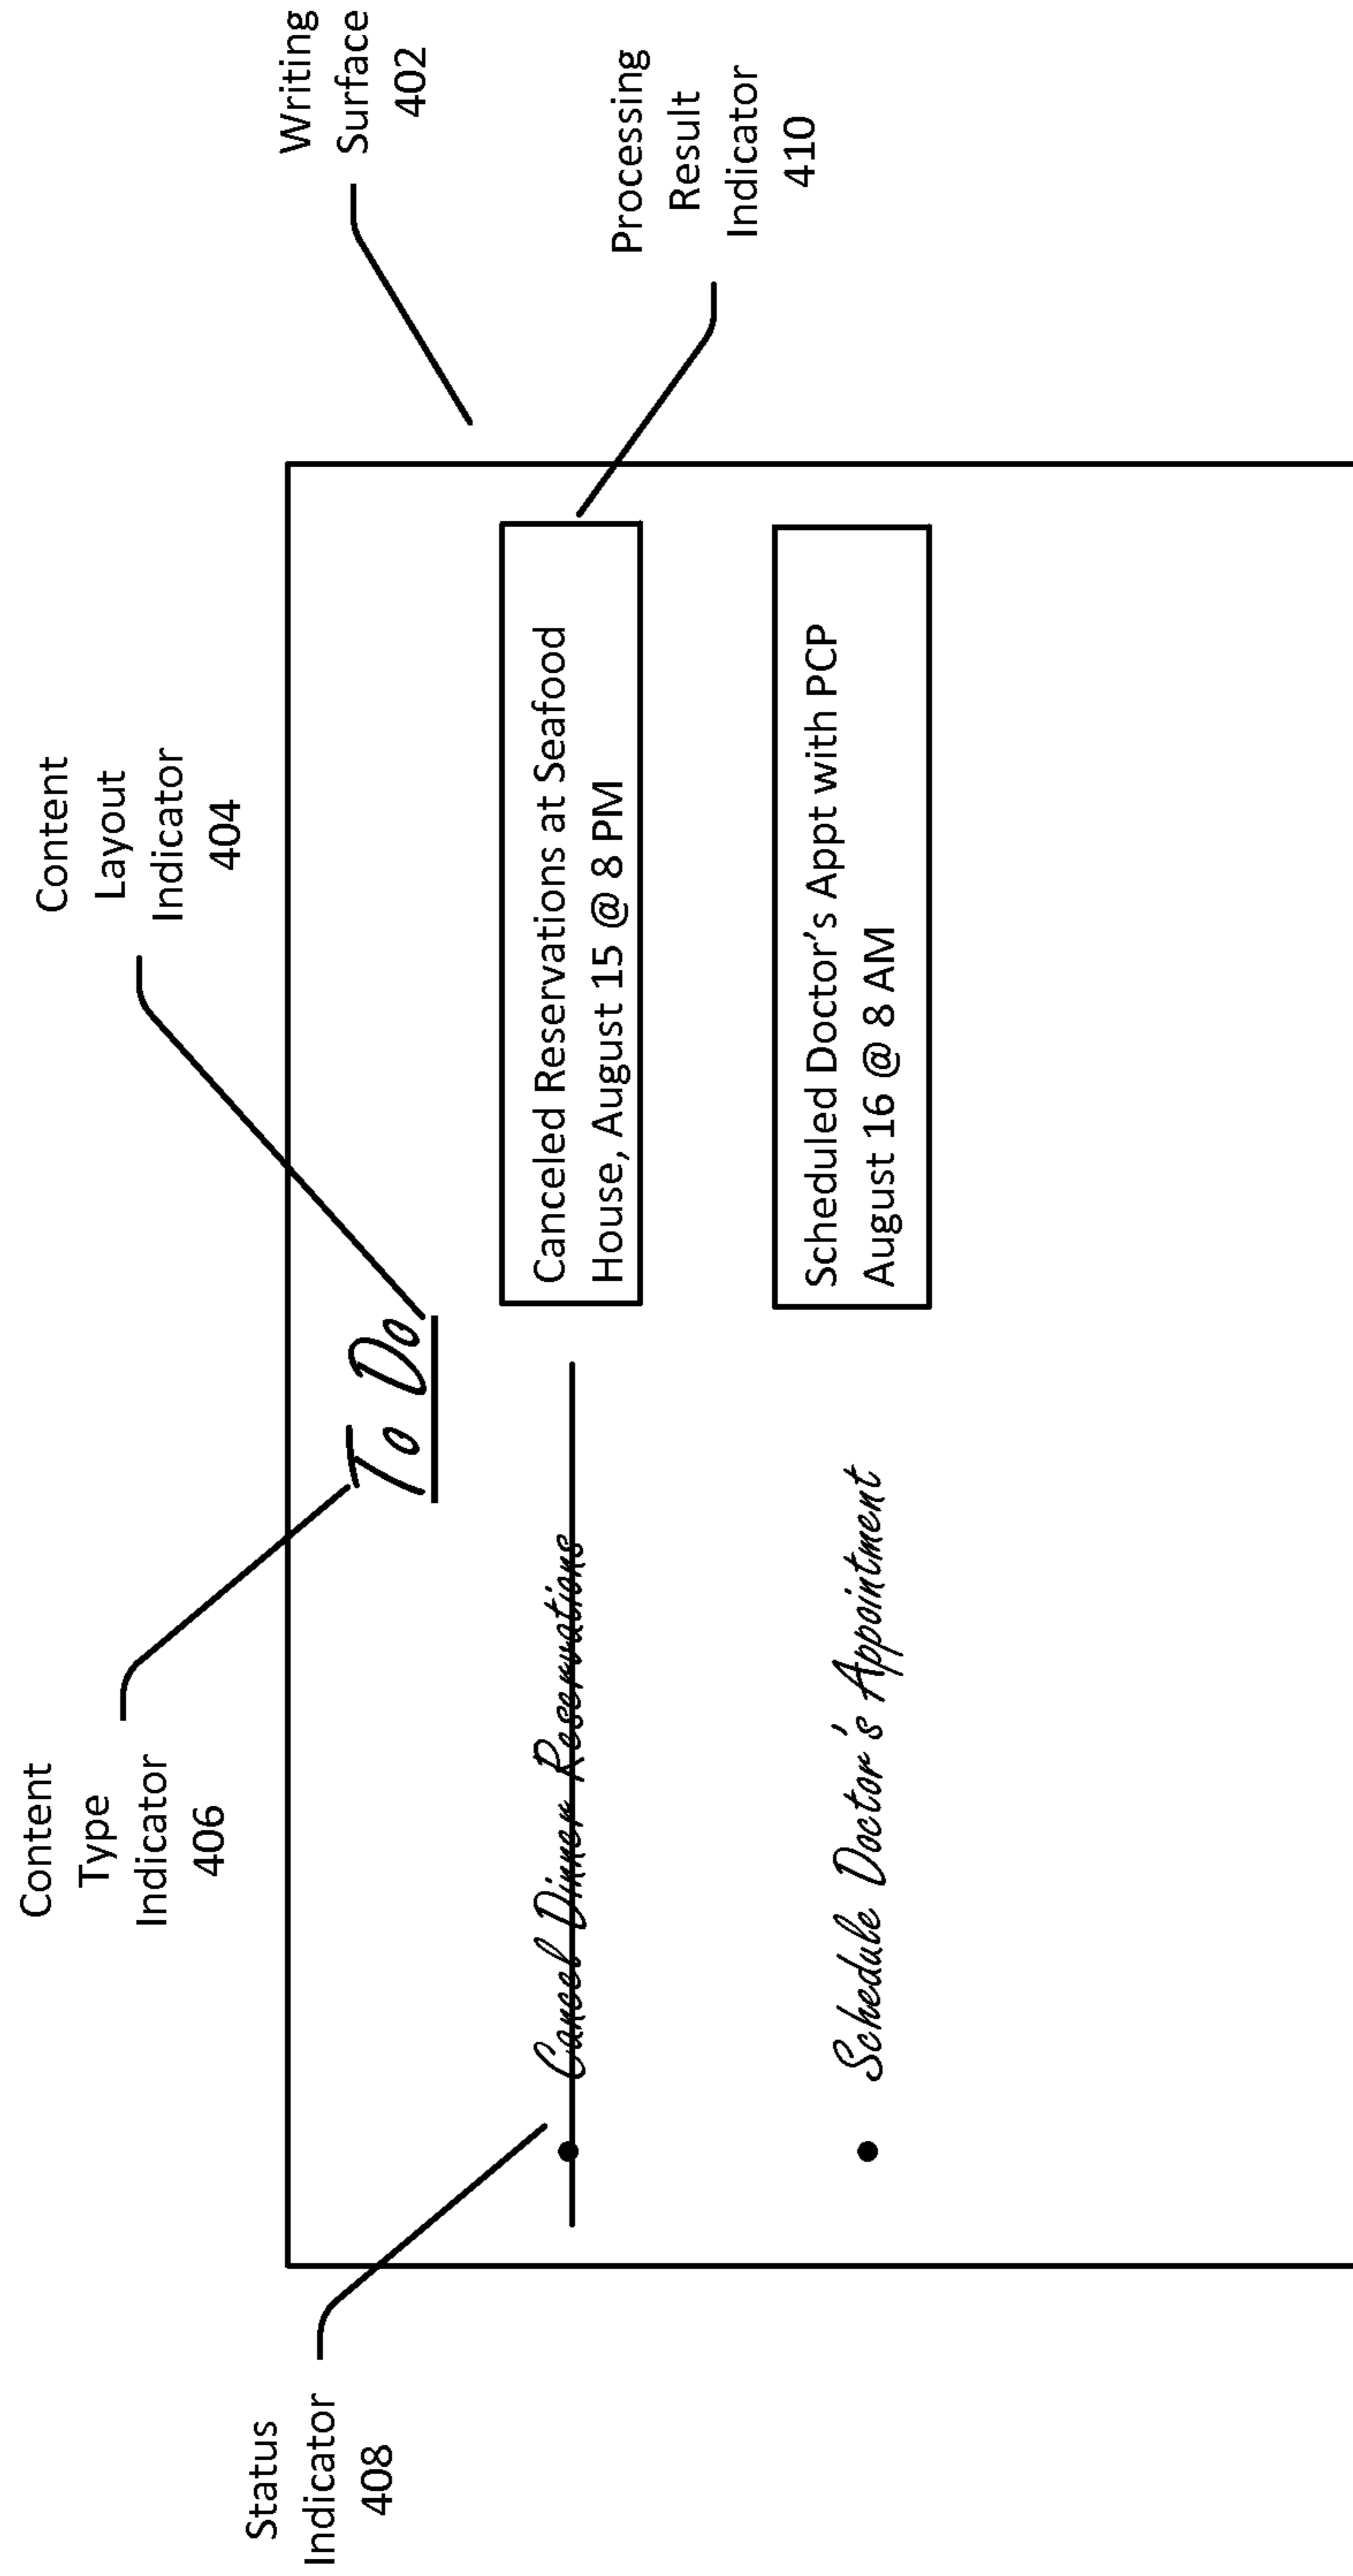 Content
Type
Indicator
406
Content
Layout
Indicator
404
Writing
Surface
402
Status
Indicator
408
To Do
Cancel Dinner Reservations
Canceled Reservations at Seafood
House, August 15 @ 8 PM
Processing
Result
Indicator
410
Schedule Doctor's Appointment
Scheduled Doctor's Appt with PCP
August 16 @ 8 AM